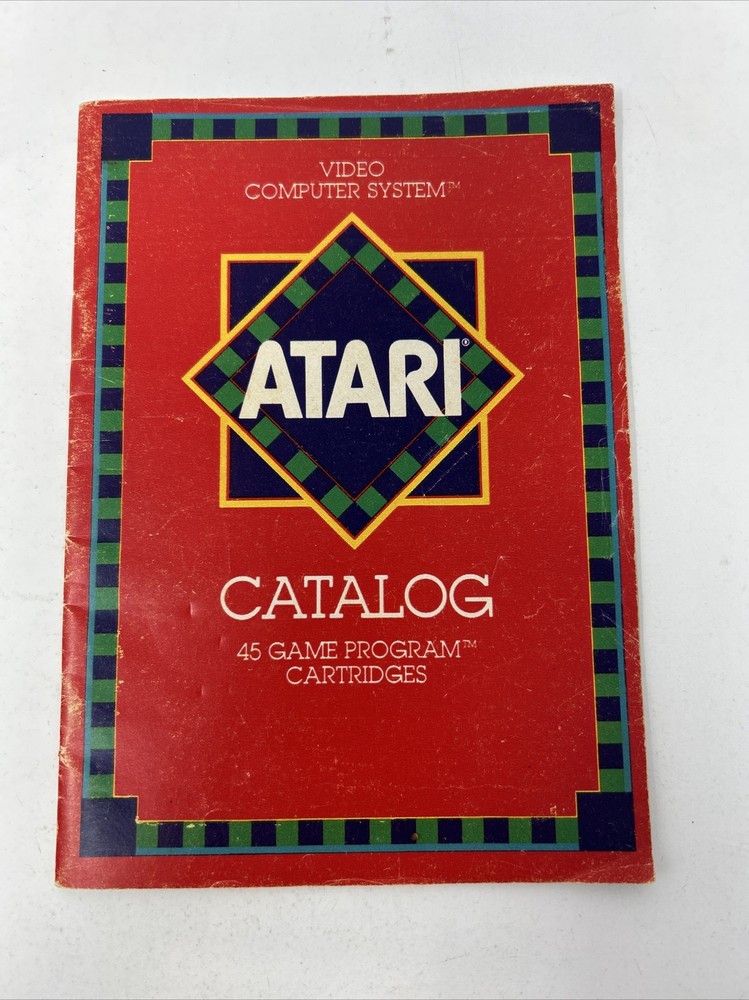 VIDEO
COMPUTER SYSTEM™
ATARI®
CATALOG
45 GAME PROGRAM™
CARTRIDGES